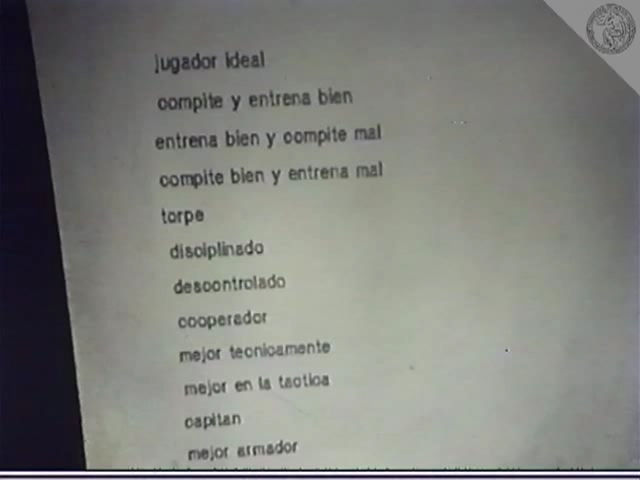 jugador ideal
compite y entrena bien
entrena bien y compite mal
compite bien y entrena mal
torpe
disciplinado
descontrolado
cooperador
mejor tecnicamente
mejor en la tactica
capitan
mejor armador